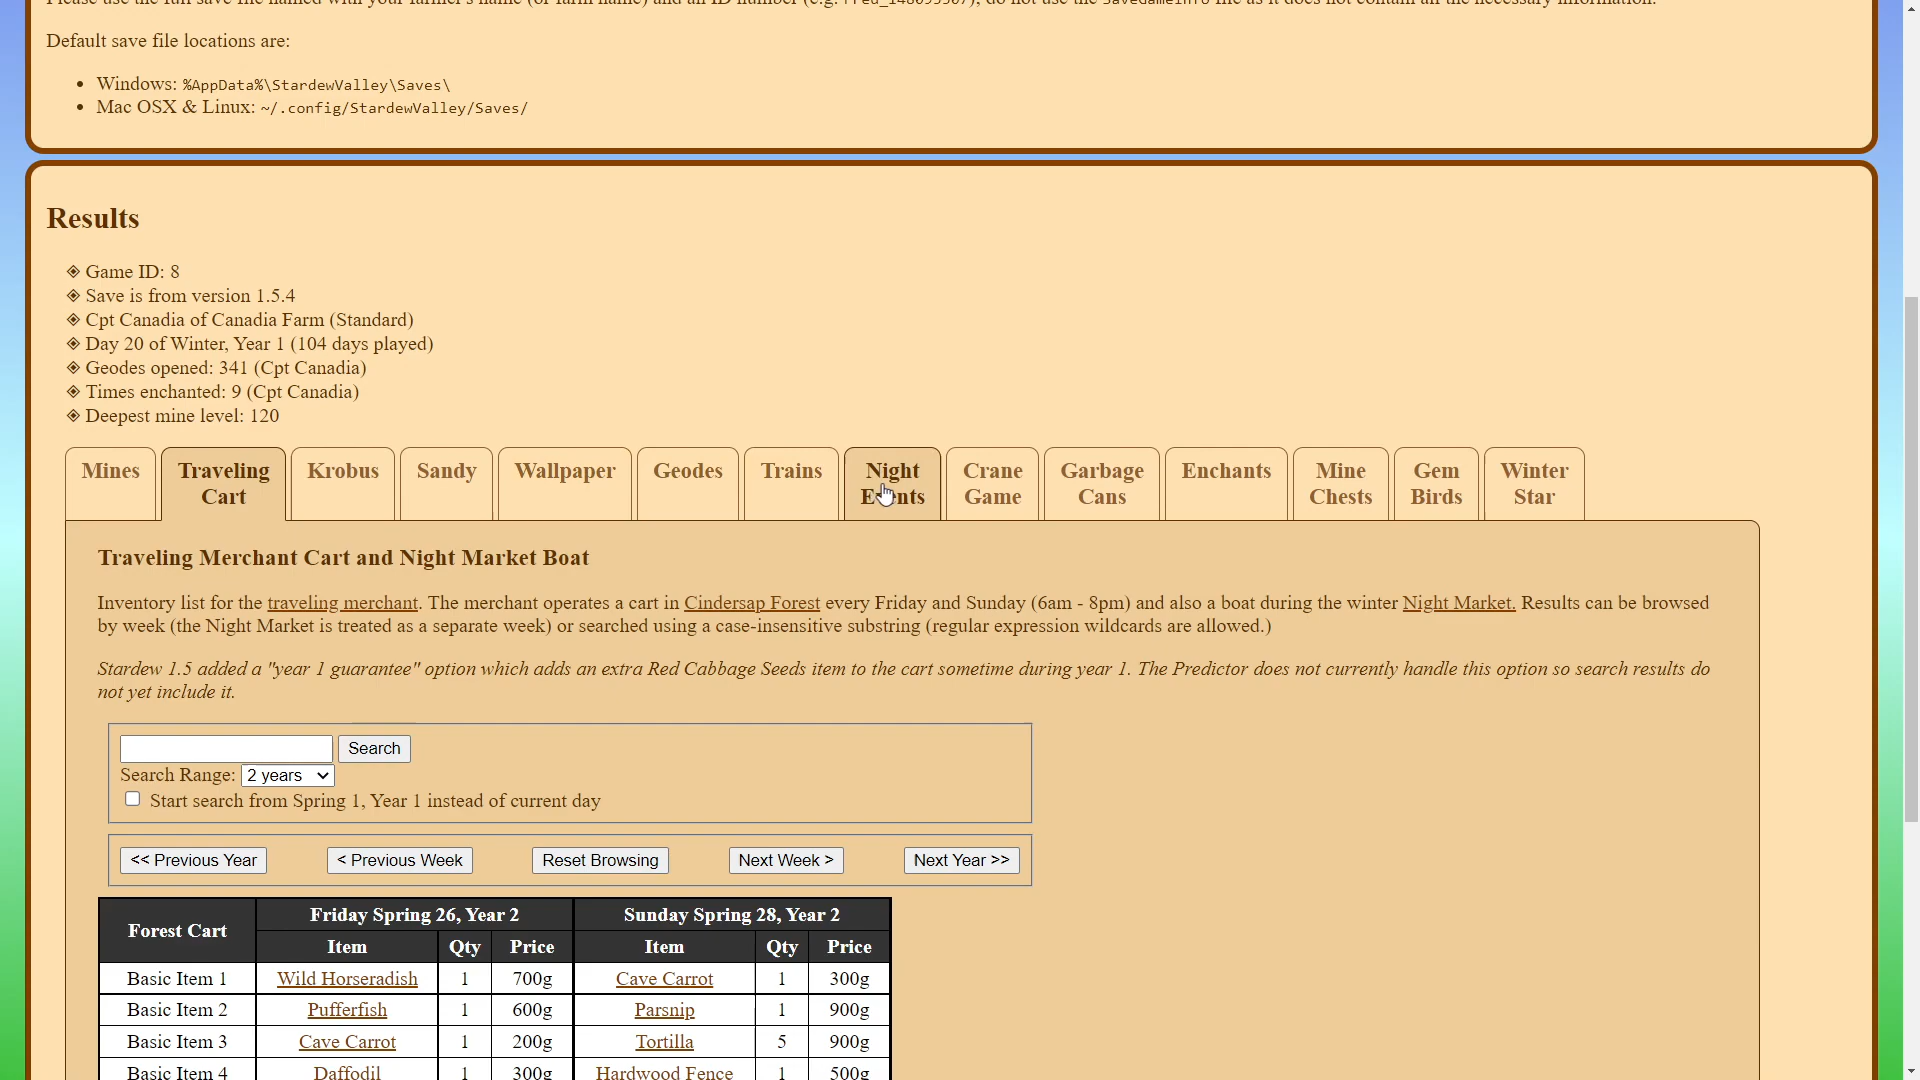 Default save file locations are:
• Windows: %AppData%\StardewValley\Saves\
• Mac OSX & Linux: ~/.config/StardewValley/Saves/
Results
◈ Game ID: 8
◈ Save is from version 1.5.4
◈ Cpt Canadia of Canadia Farm (Standard)
◈ Day 20 of Winter, Year 1 (104 days played)
◈ Geodes opened: 341 (Cpt Canadia)
◈ Times enchanted: 9 (Cpt Canadia)
◈ Deepest mine level: 120
Mines
Traveling Cart
Krobus
Sandy
Wallpaper
Geodes
Trains
Night Events
Crane Game
Garbage Cans
Enchants
Mine Chests
Gem Birds
Winter Star
Traveling Merchant Cart and Night Market Boat
Inventory list for the traveling merchant. The merchant operates a cart in Cindersap Forest every Friday and Sunday (6am - 8pm) and also a boat during the winter Night Market. Results can be browsed
by week (the Night Market is treated as a separate week) or searched using a case-insensitive substring (regular expression wildcards are allowed.)
Stardew 1.5 added a "year 1 guarantee" option which adds an extra Red Cabbage Seeds item to the cart sometime during year 1. The Predictor does not currently handle this option so search results do
not yet include it.
Search
Search Range: 2 years
Start search from Spring 1, Year 1 instead of current day
<< Previous Year < Previous Week Reset Browsing Next Week > Next Year >>
Forest Cart Friday Spring 26, Year 2 Sunday Spring 28, Year 2
Item Qty Price Item Qty Price
Basic Item 1 Wild Horseradish 1 700g Cave Carrot 1 300g
Basic Item 2 Pufferfish 1 600g Parsnip 1 900g
Basic Item 3 Cave Carrot 1 200g Tortilla 5 900g
Basic Item 4 Daffodil 1 300g Hardwood Fence 1 500g